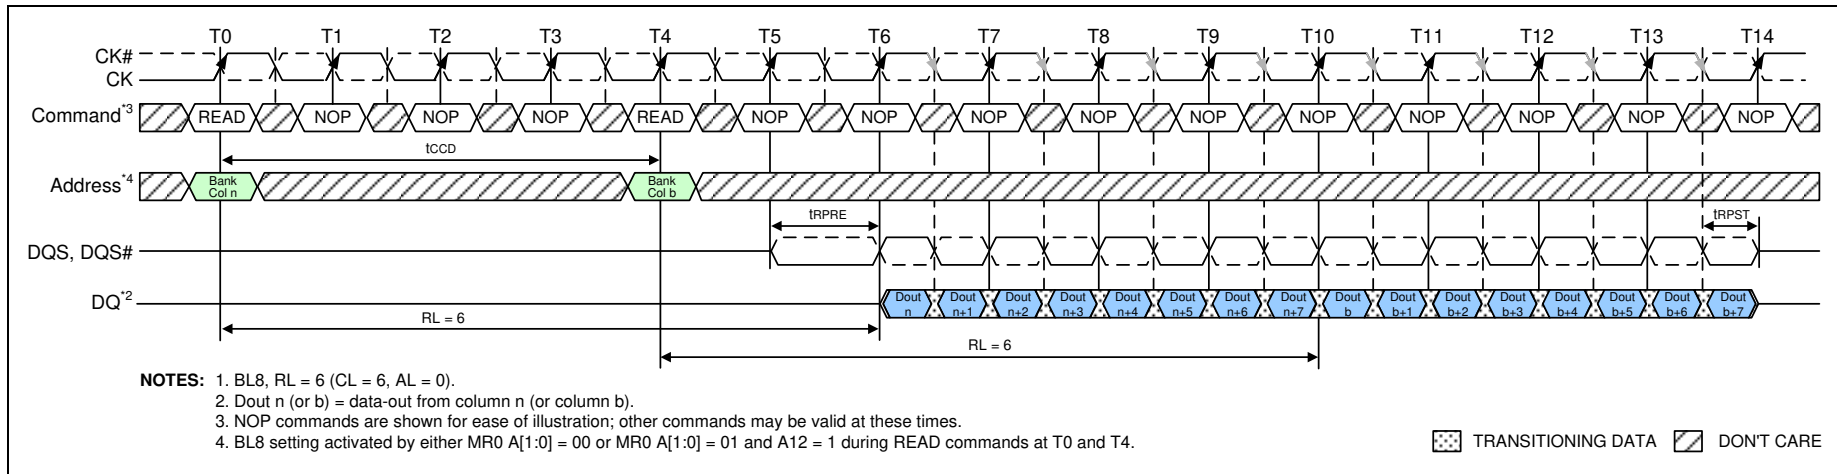 T0 T1 T2 T3 T4 T5 T6 T7 T8 T9 T10 T11 T12 T13 T14
CK#
CK
Command*3 READ NOP NOP NOP READ NOP NOP NOP NOP NOP NOP NOP NOP NOP NOP
tCCD
Address*4 Bank Col n Bank Col b
tRPRE tRPST
DQS, DQS#
DQ*2 Dout n Dout n+1 Dout n+2 Dout n+3 Dout n+4 Dout n+5 Dout n+6 Dout n+7 Dout b Dout b+1 Dout b+2 Dout b+3 Dout b+4 Dout b+5 Dout b+6 Dout b+7
RL = 6
RL = 6
NOTES: 1. BL8, RL = 6 (CL = 6, AL = 0).
2. Dout n (or b) = data-out from column n (or column b).
3. NOP commands are shown for ease of illustration; other commands may be valid at these times.
4. BL8 setting activated by either MR0 A[1:0] = 00 or MR0 A[1:0] = 01 and A12 = 1 during READ commands at T0 and T4.
TRANSITIONING DATA DON'T CARE